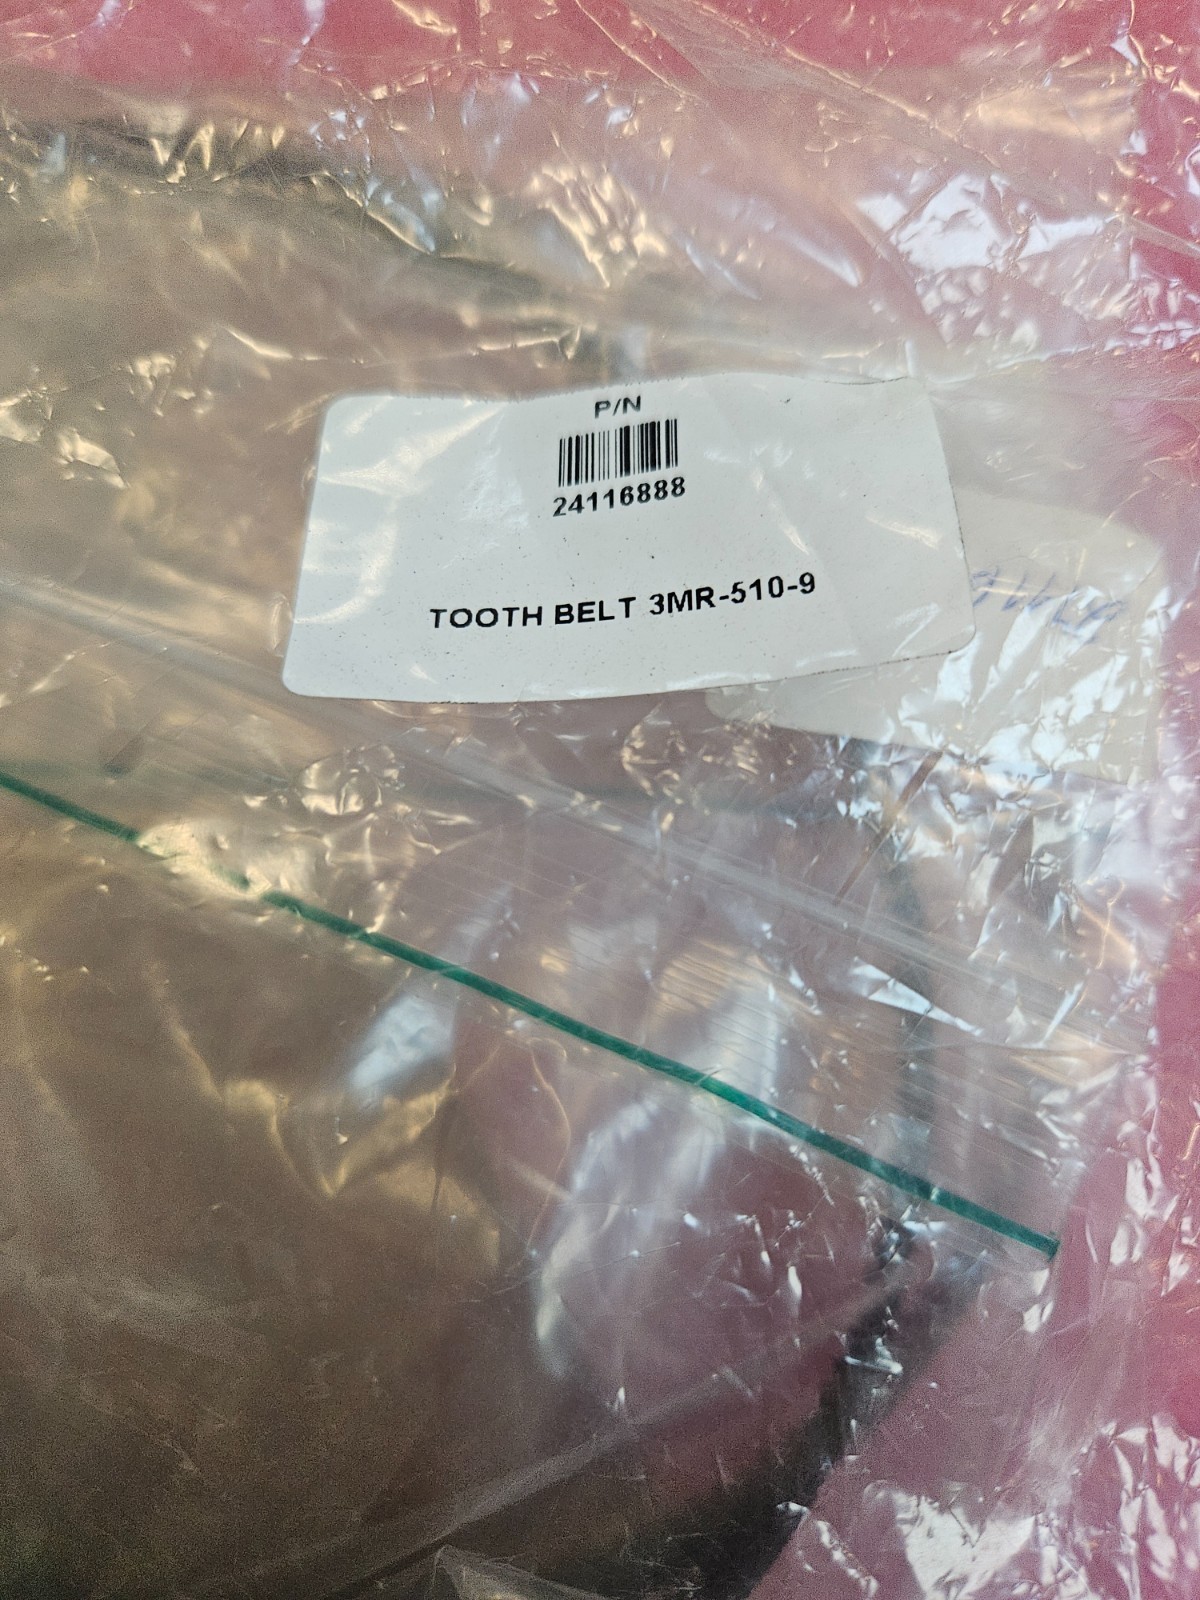 P/N
24116888
TOOTH BELT 3MR-510-9